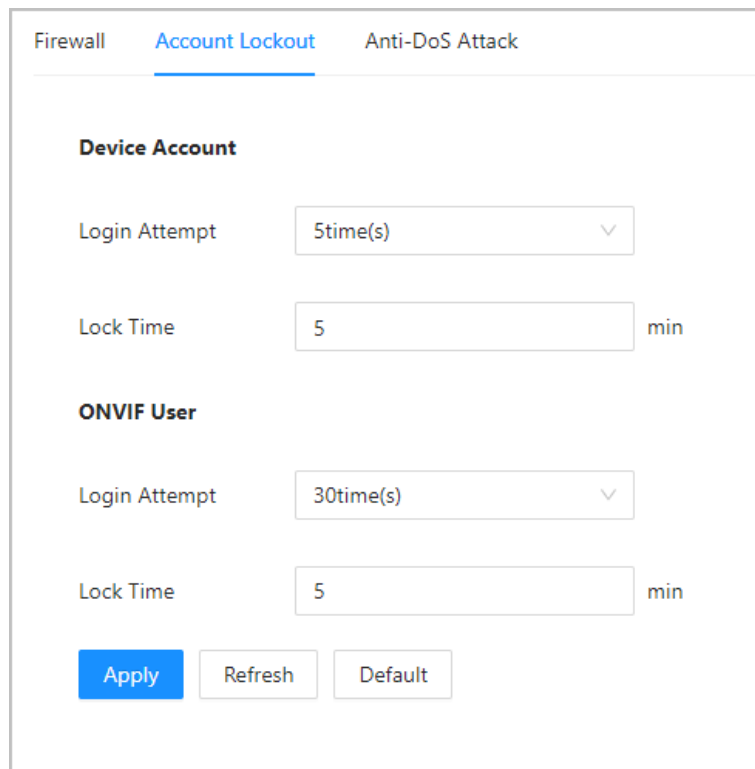 Firewall Account Lockout Anti-DoS Attack
Device Account
Login Attempt 5time(s)
Lock Time 5 min
ONVIF User
Login Attempt 30time(s)
Lock Time 5 min
Apply Refresh Default